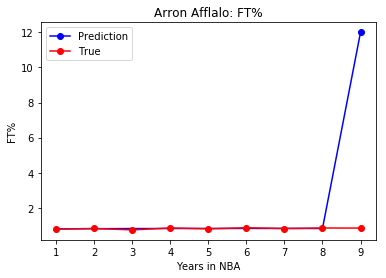 Arron Afflalo: FT%
Prediction
True
FT%
12
10
8
6
4
2
1 2 3 4 5 6 7 8 9
Years in NBA